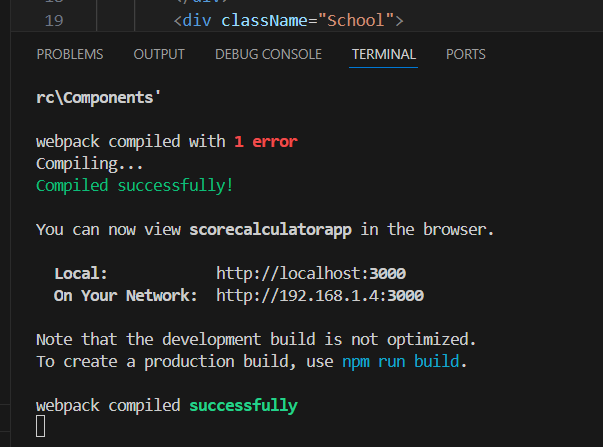 19 <div className="School">
PROBLEMS OUTPUT DEBUG CONSOLE TERMINAL PORTS
rc\Components'
webpack compiled with 1 error
Compiling...
Compiled successfully!
You can now view scorecalculatorapp in the browser.
Local: http://localhost:3000
On Your Network: http://192.168.1.4:3000
Note that the development build is not optimized.
To create a production build, use npm run build.
webpack compiled successfully